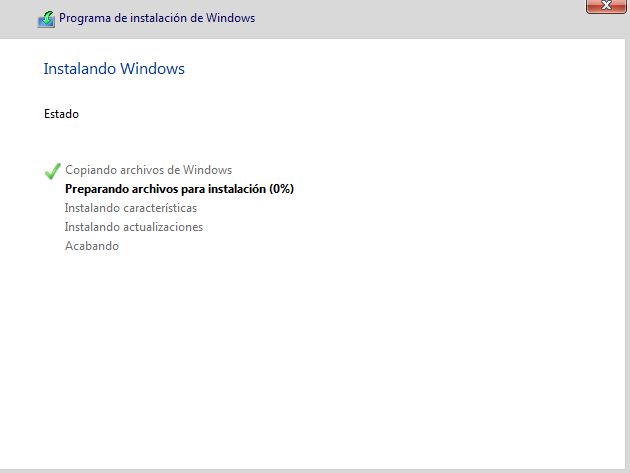 Programa de instalación de Windows
Instalando Windows
Estado
Copiando archivos de Windows
Preparando archivos para instalación (0%)
Instalando características
Instalando actualizaciones
Acabando